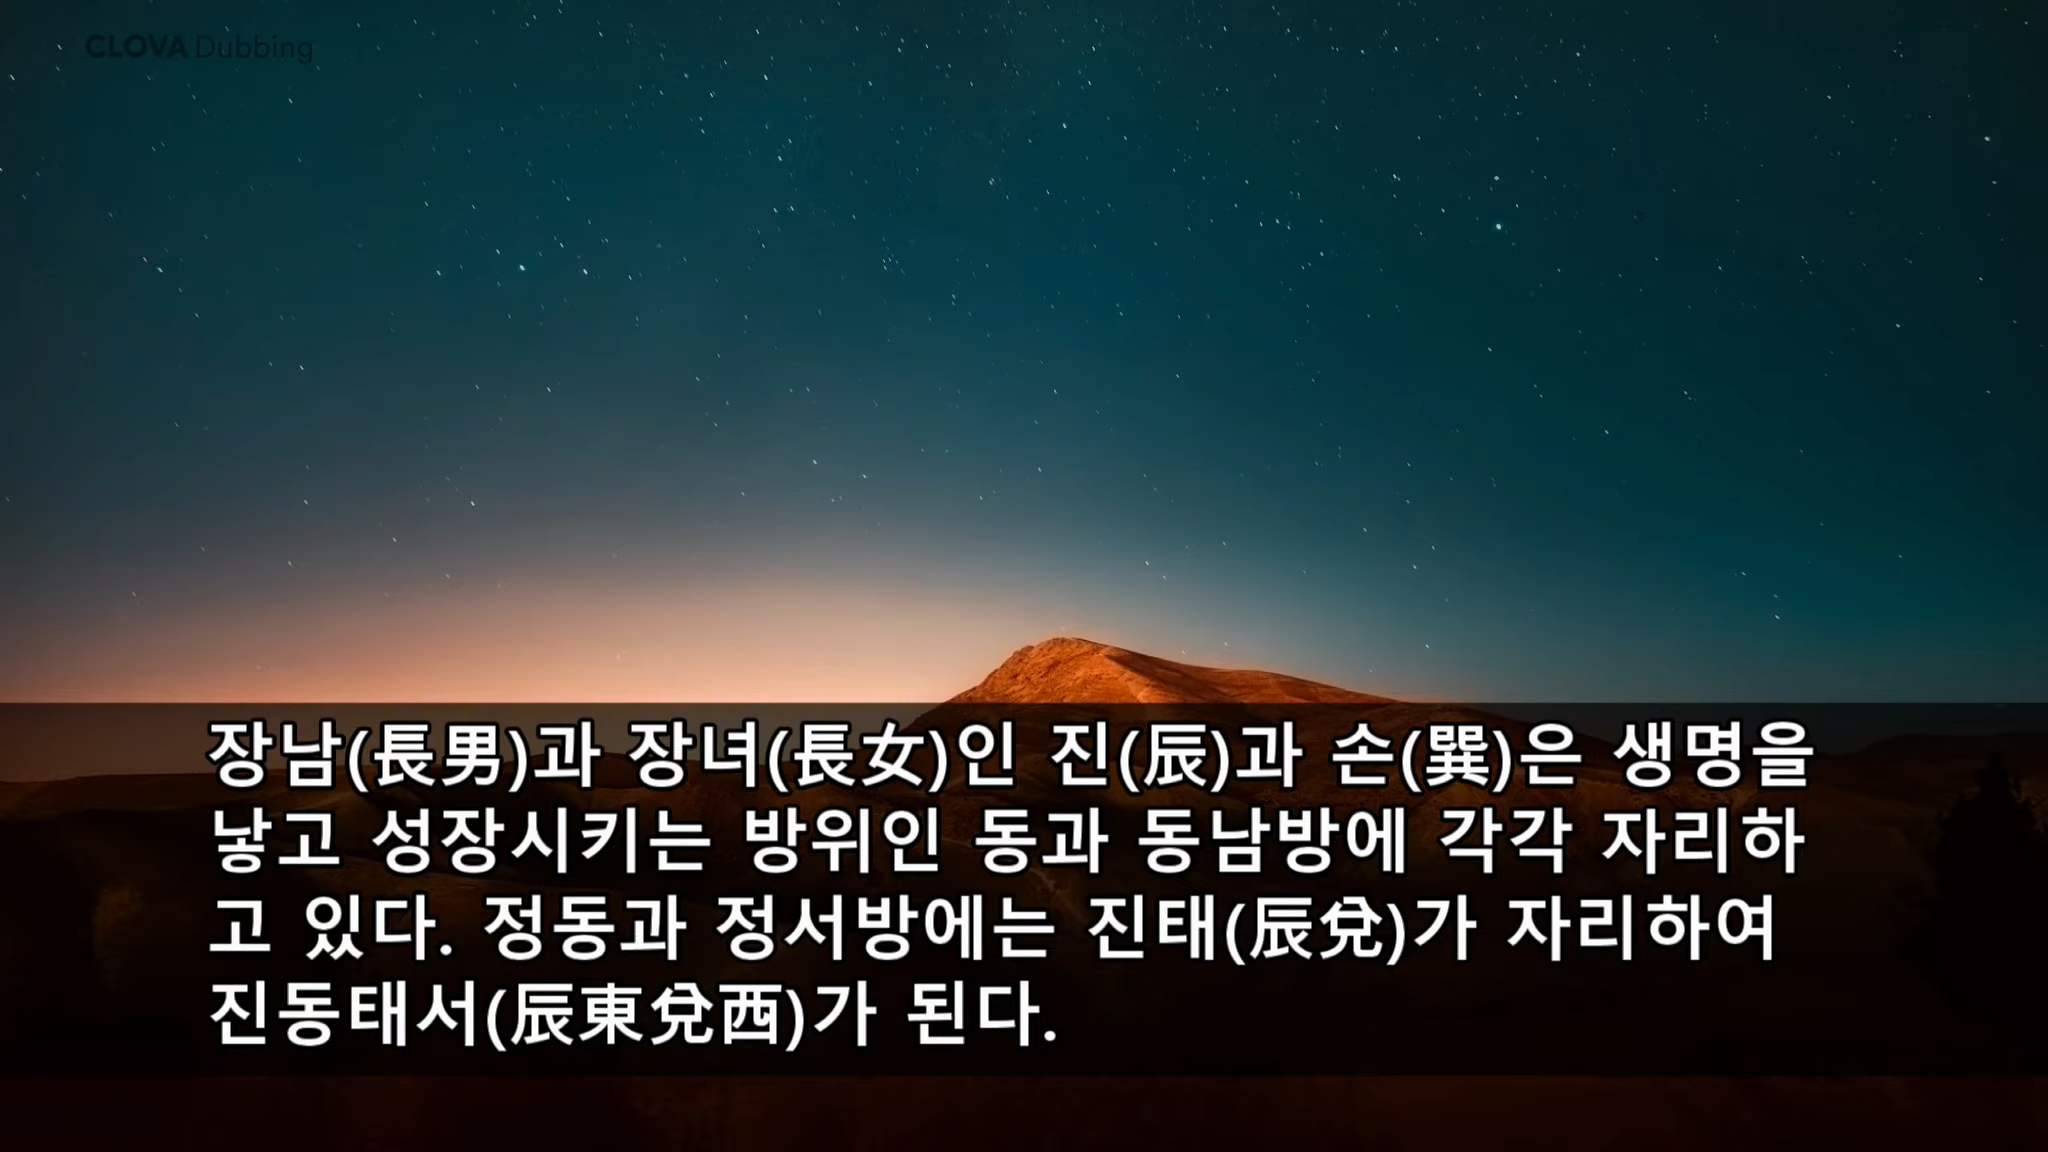 CLOVA Dubbing
장남(長男)과 장녀(長女)인 진(辰)과 손(巽)은 생명을
낳고 성장시키는 방위인 동과 동남방에 각각 자리하
고 있다. 정동과 정서방에는 진태(辰兌)가 자리하여
진동태서(辰東兌西)가 된다.